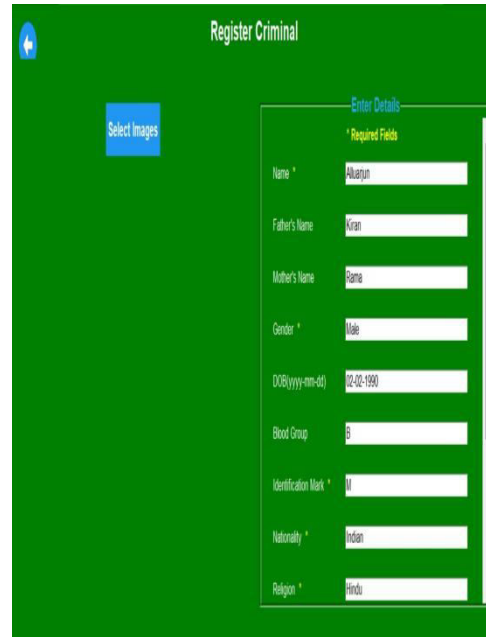 Register Criminal
Select Images
Enter Details
* Required Fields
Name * Alluarjun
Father's Name Kiran
Mother's Name Rama
Gender * Male
DOB(yyyy-mm-dd) 02-02-1990
Blood Group B
Identification Mark * M
Nationality * Indian
Religion * Hindu